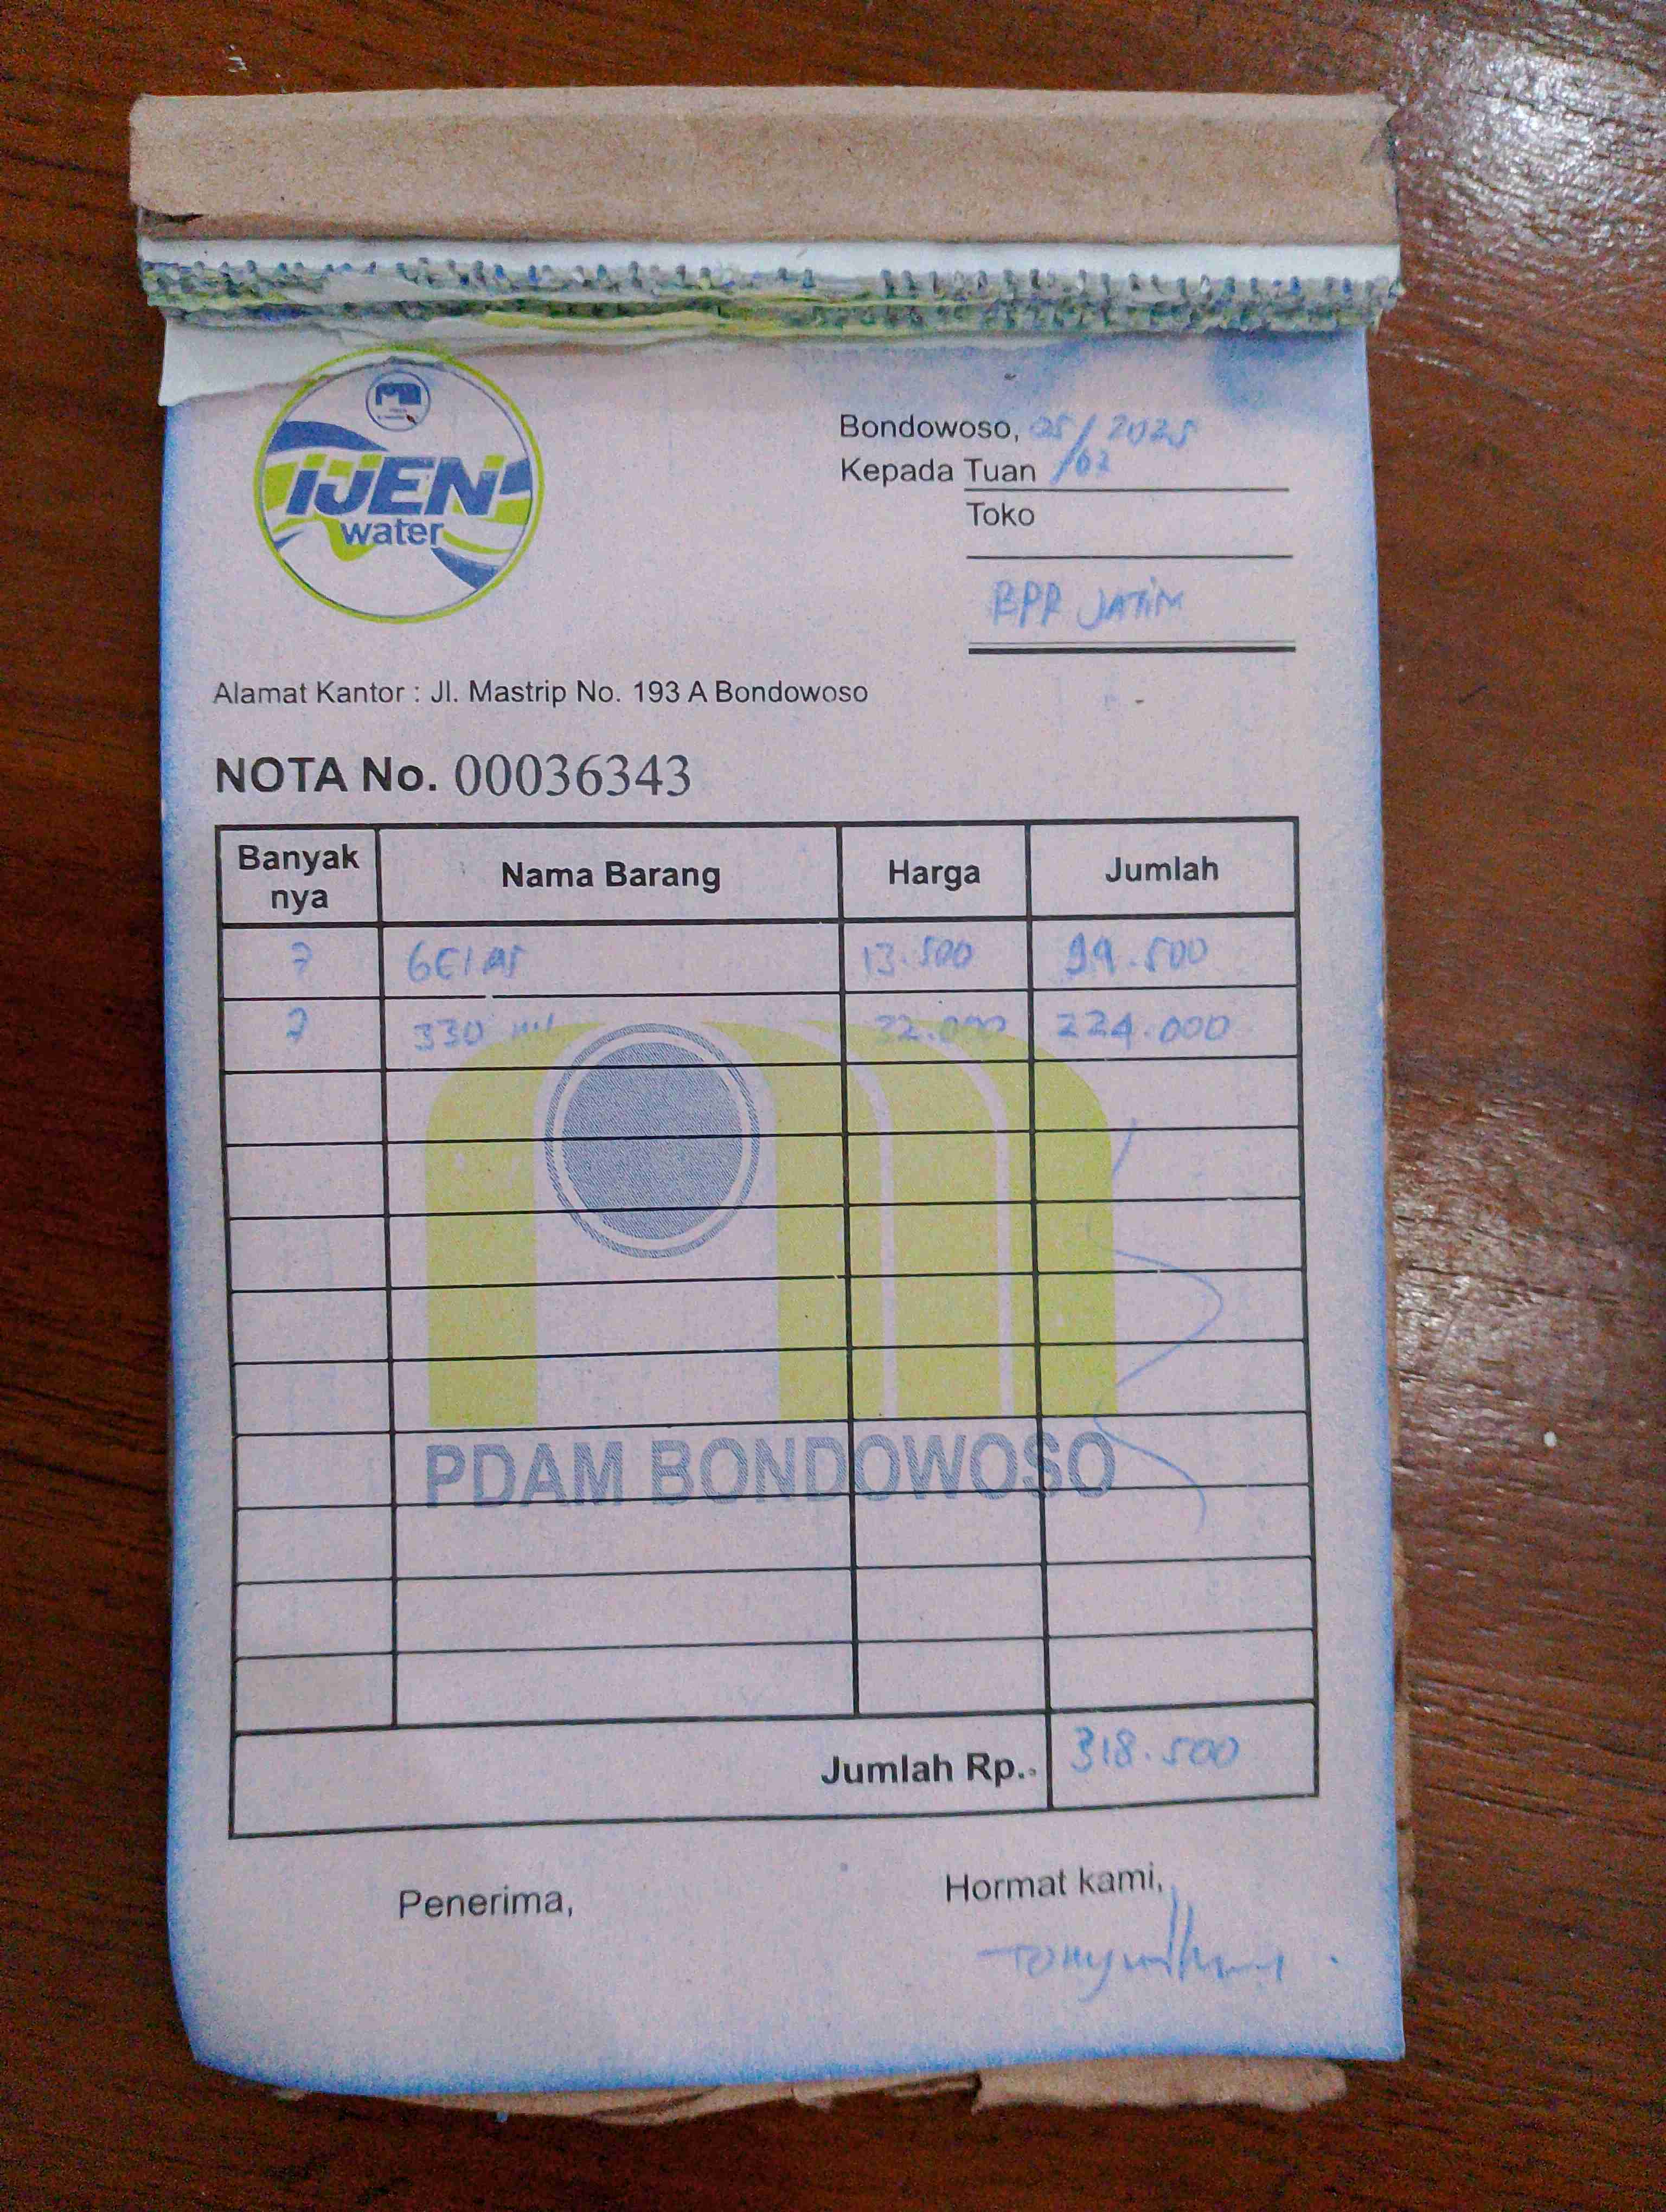 IJEN
water
Bondowoso, 05/02 2025
Kepada Tuan
Toko
BPR JATIM
Alamat Kantor : Jl. Mastrip No. 193 A Bondowoso
NOTA No. 00036343
Banyak nya Nama Barang Harga Jumlah
7 GELAS 13.500 94.500
7 330 ml 32.000 224.000
PDAM BONDOWOSO
Jumlah Rp.. 318.500
Penerima, Hormat kami,